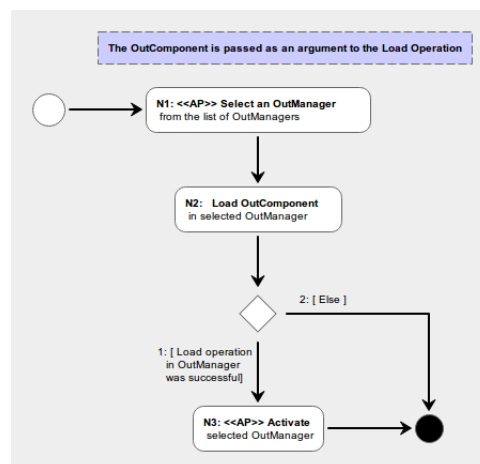 The OutComponent is passed as an argument to the Load Operation
N1: <<AP>> Select an OutManager
from the list of OutManagers
N2: Load OutComponent
in selected OutManager
2: [ Else ]
1: [ Load operation
in OutManager
was successful]
N3: <<AP>> Activate
selected OutManager